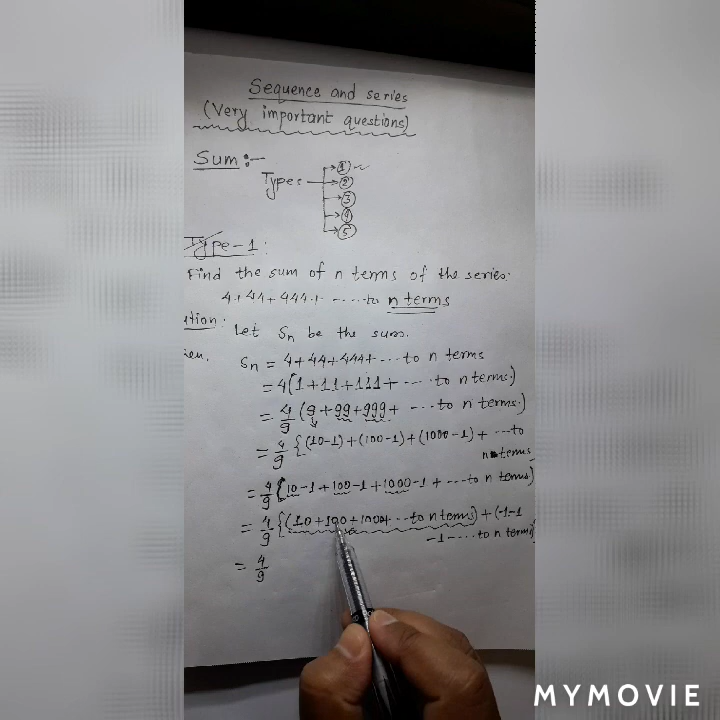 Sequence and series
(Very important questions)
Sum:-
Type:
1
2
3
4
5
Type-1:
Find the sum of n terms of the series.
4+44+444+ ..... to n terms
Let Sn be the sum.
Sn = 4+44+444+ ... to n terms
= 4(1+11+111+ .... to n terms.)
= 4/9 (9+99+999+ ... to n terms.)
= 4/9 {(10-1)+(100-1)+(1000-1)+ ... to
n terms
= 4/9 [10-1+100-1+1000-1+ .... to n terms)
= 4/9 {(10+100+1000+ ... to n terms)+(-1-1
-1 .... to n terms)
= 4/9
MYMOVIE